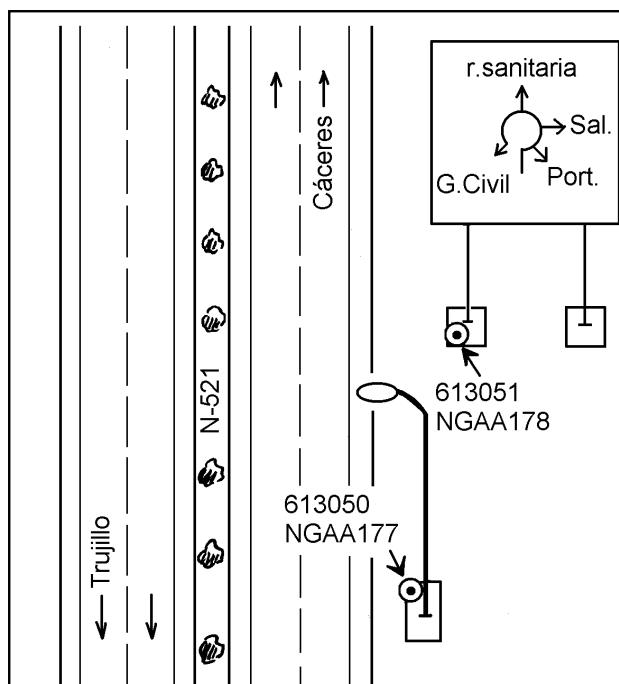 r.sanitaria
Sal.
Port.
G.Civil
Cáceres
N-521
613051
NGAA178
613050
NGAA177
Trujillo